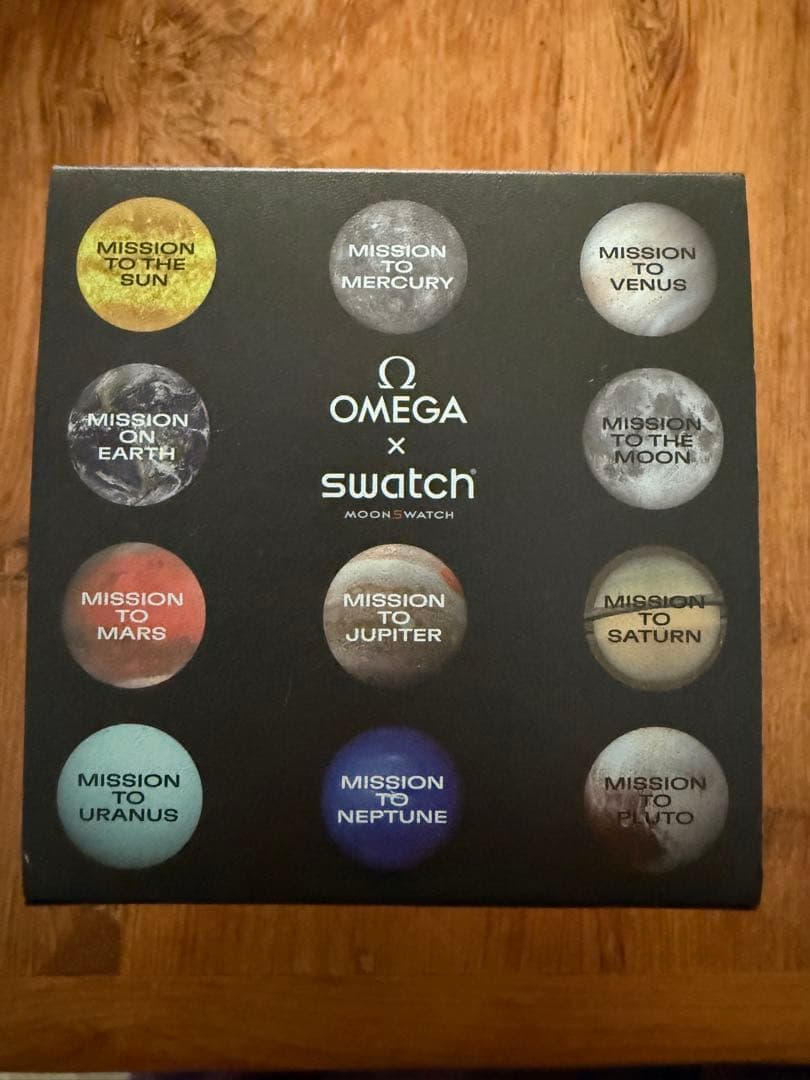 MISSION
TO THE
SUN
MISSION
TO
MERCURY
MISSION
TO
VENUS
MISSION
ON
EARTH
Ω
OMEGA
×
swatch®
MOONSWATCH
MISSION
TO THE
MOON
MISSION
TO
MARS
MISSION
TO
JUPITER
MISSION
TO
SATURN
MISSION
TO
URANUS
MISSION
TO
NEPTUNE
MISSION
TO
PLUTO